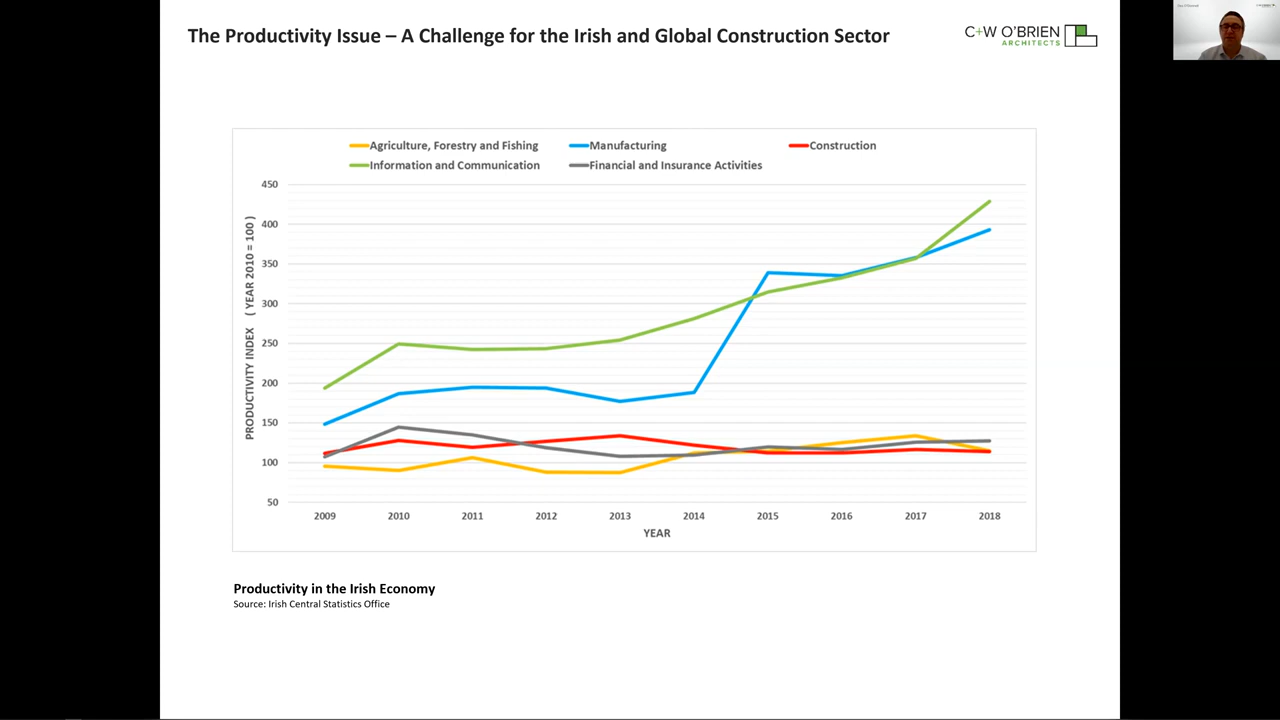 The Productivity Issue – A Challenge for the Irish and Global Construction Sector
C+W O'BRIEN
ARCHITECTS
Agriculture, Forestry and Fishing
Manufacturing
Construction
Information and Communication
Financial and Insurance Activities
PRODUCTIVITY INDEX ( YEAR 2010 = 100 )
450
400
350
300
250
200
150
100
50
2009 2010 2011 2012 2013 2014 2015 2016 2017 2018
YEAR
Productivity in the Irish Economy
Source: Irish Central Statistics Office